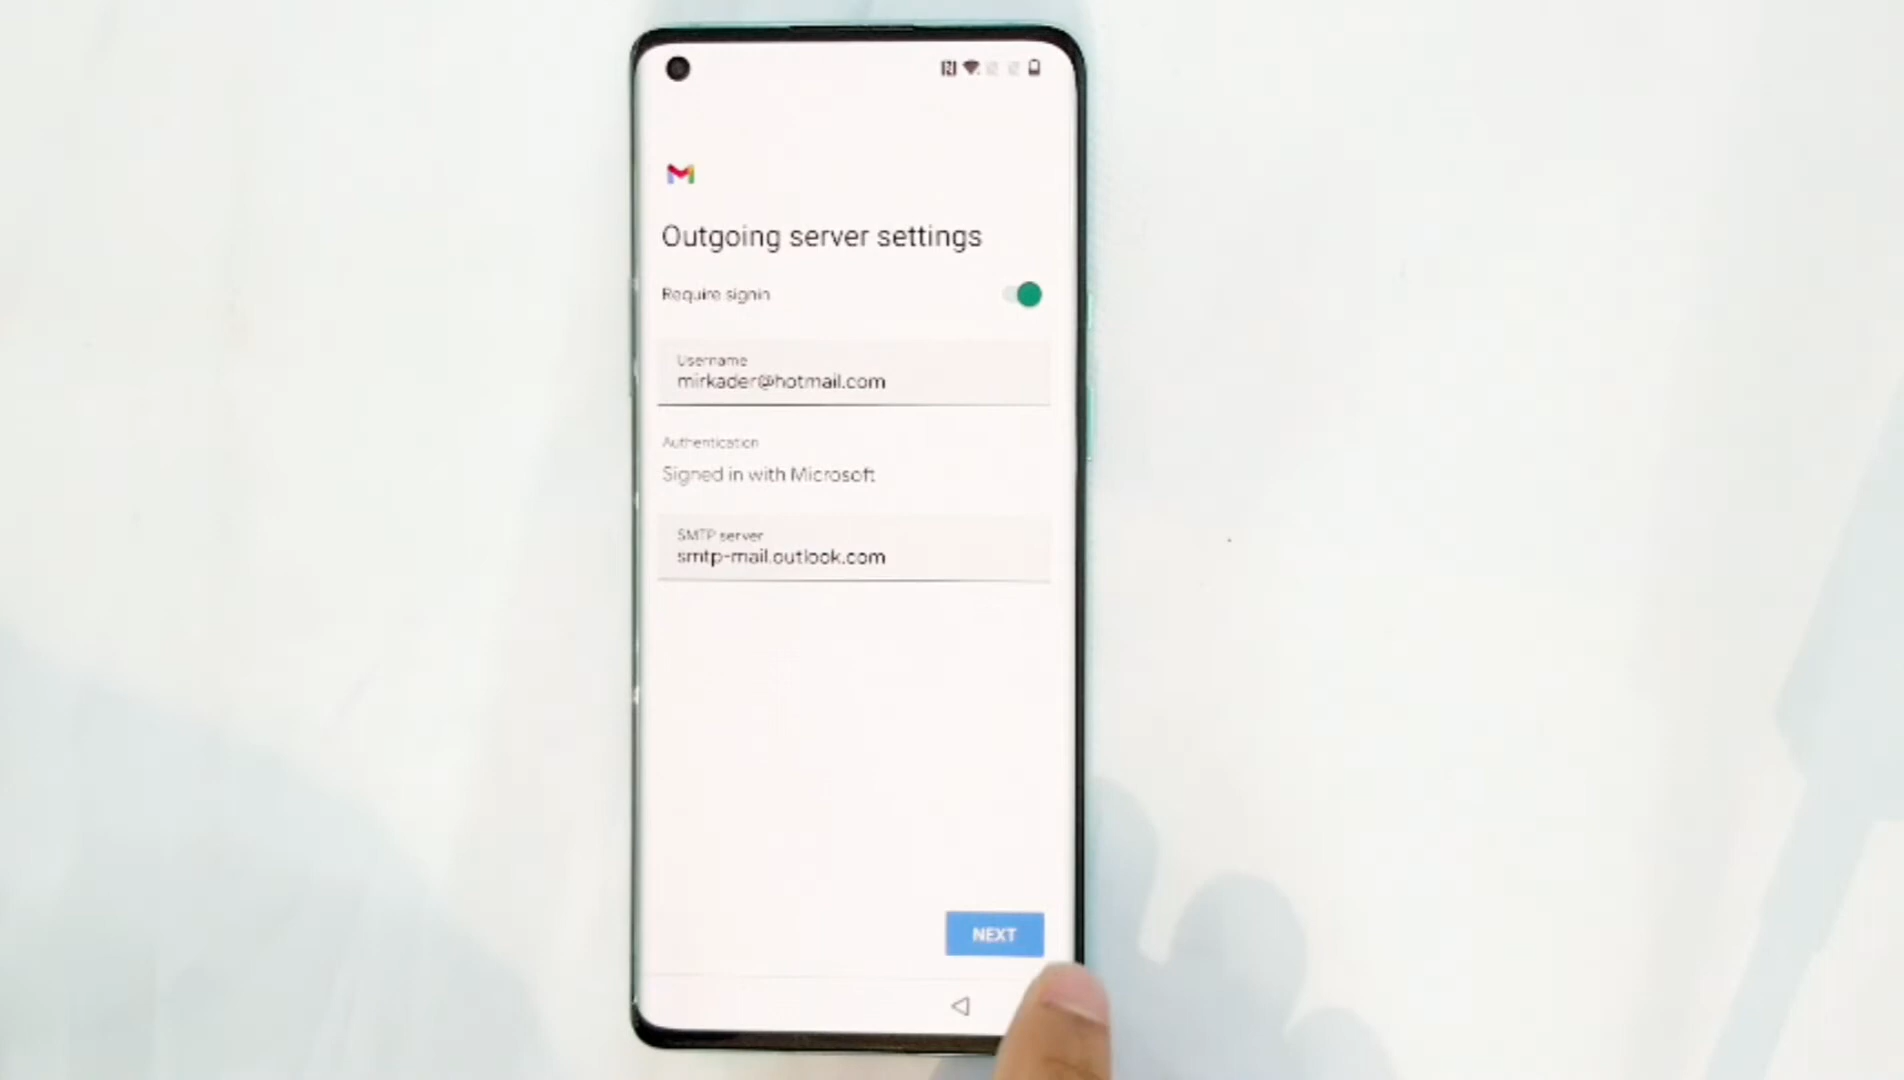 Outgoing server settings
Require signin
Username
mirkader@hotmail.com
Authentication
Signed in with Microsoft
SMTP server
smtp-mail.outlook.com
NEXT